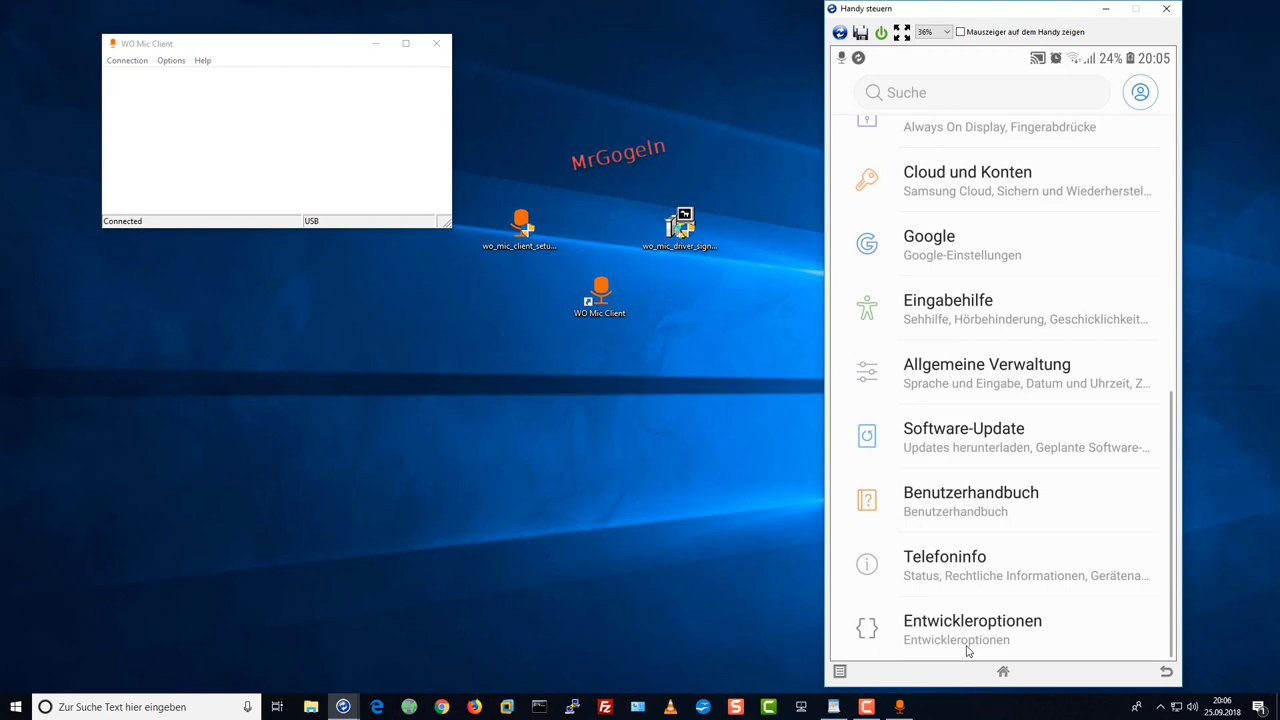 WO Mic Client
Connection Options Help
Connected
USB
MrGogeln
wo_mic_client_setu...
wo_mic_driver_sign...
WO Mic Client
Handy steuern
36%
Mauszeiger auf dem Handy zeigen
24% 20:05
Suche
Always On Display, Fingerabdrücke
Cloud und Konten
Samsung Cloud, Sichern und Wiederherstel...
Google
Google-Einstellungen
Eingabehilfe
Sehhilfe, Hörbehinderung, Geschicklichkeit...
Allgemeine Verwaltung
Sprache und Eingabe, Datum und Uhrzeit, Z...
Software-Update
Updates herunterladen, Geplante Software-...
Benutzerhandbuch
Benutzerhandbuch
Telefoninfo
Status, Rechtliche Informationen, Gerätena...
Entwickleroptionen
Entwickleroptionen
Zur Suche Text hier eingeben
20:06
25.09.2018